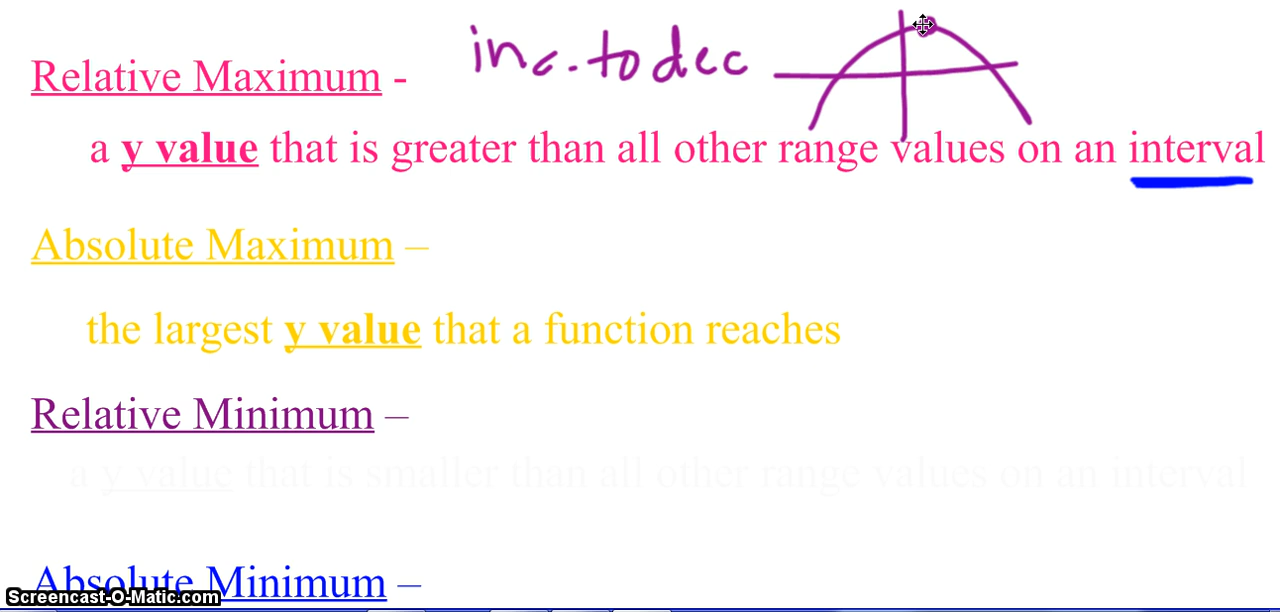 inc. to dec
Relative Maximum -
a y value that is greater than all other range values on an interval
Absolute Maximum –
the largest y value that a function reaches
Relative Minimum –
a y value that is smaller than all other range values on an interval
Absolute Minimum –
Screencast-O-Matic.com